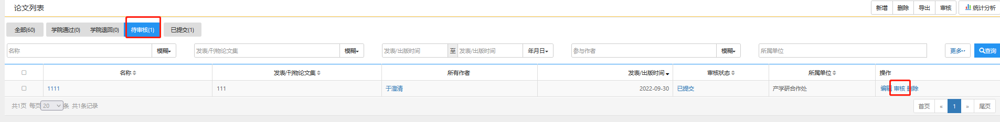 论文列表 新增 删除 导出 审核 统计分析
全部(60) 学院通过(0) 学院退回(0) 待审核(1) 已提交(1)
名称 模糊 发表/刊物论文集 模糊 发表/出版时间 至 发表/出版时间 年月日 参与作者 模糊 所属单位 更多 查询
名称 发表/刊物论文集 所有作者 发表/出版时间 审核状态 所属单位 操作
1111 111 于澄清 2022-09-30 已提交 产学研合作处 编辑 审核 删除
共1页 每页 20 条 共1条记录 首页 « 1 » 尾页